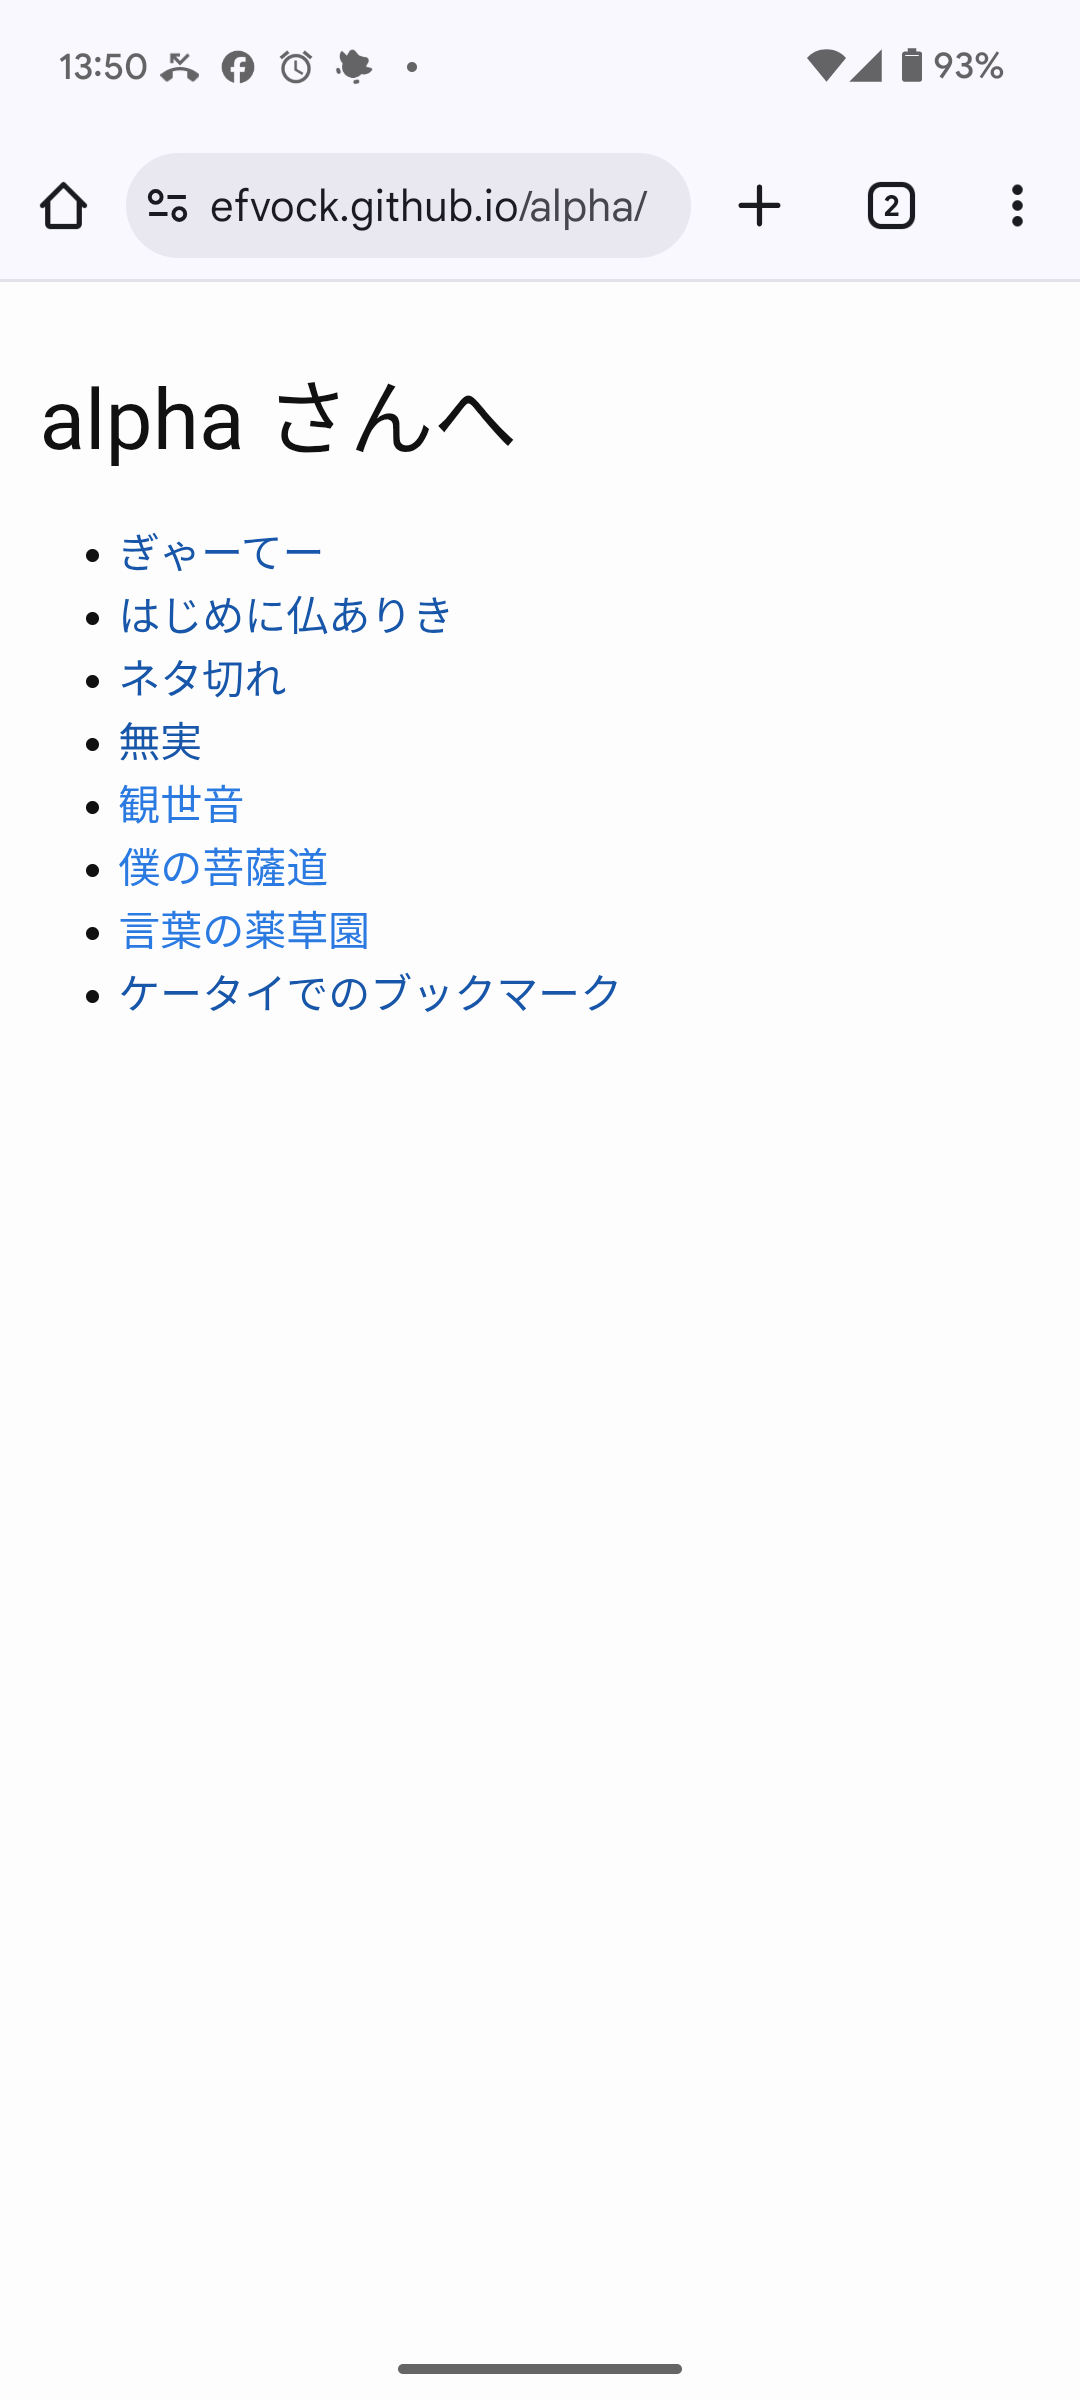 13:50
93%
efvock.github.io/alpha/
2
alpha さんへ
ぎゃーてー
はじめに仏ありき
ネタ切れ
無実
観世音
僕の菩薩道
言葉の薬草園
ケータイでのブックマーク